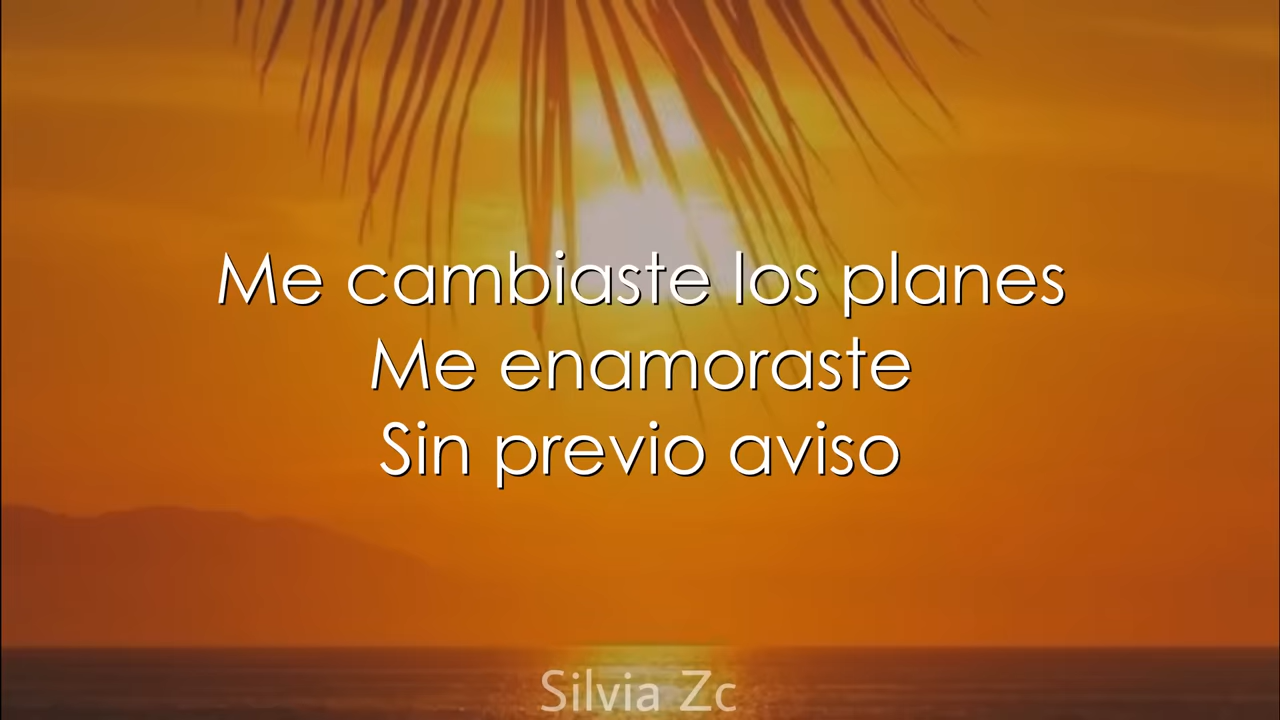 Me cambiaste los planes
Me enamoraste
Sin previo aviso
Silvia Zc